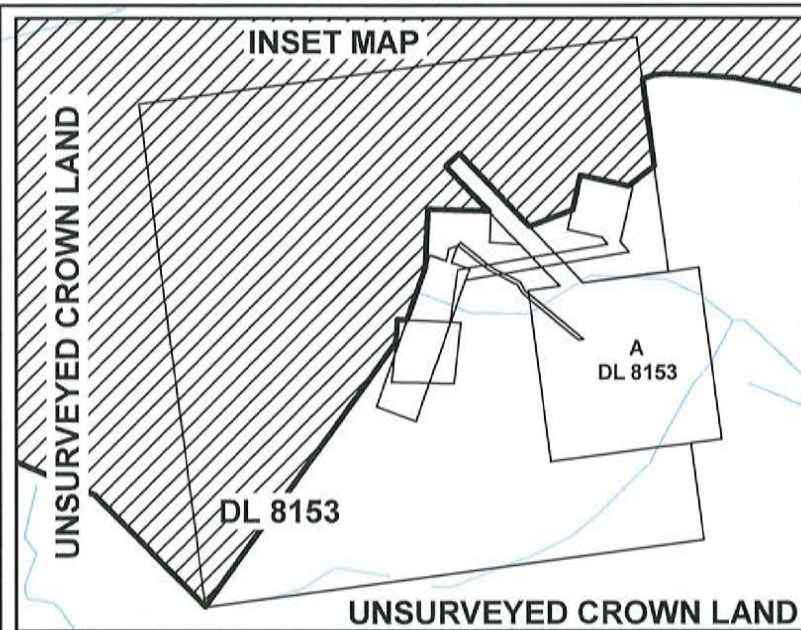 INSET MAP
UNSURVEYED CROWN LAND
A
DL 8153
DL 8153
UNSURVEYED CROWN LAND